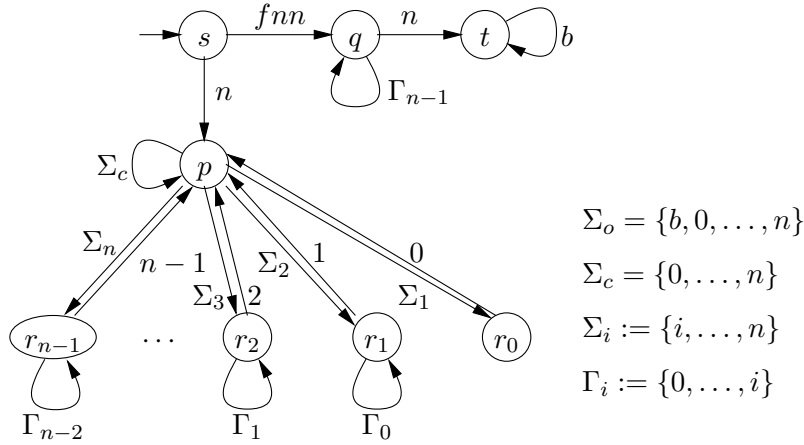 s fnn q n t b
n Γ_{n−1}
Σ_c p
Σ_n n − 1 Σ_3 2 Σ_2 1 Σ_1 0
r_{n−1} ... r_2 r_1 r_0
Γ_{n−2} Γ_1 Γ_0
Σ_o = {b, 0, . . . , n}
Σ_c = {0, . . . , n}
Σ_i := {i, . . . , n}
Γ_i := {0, . . . , i}